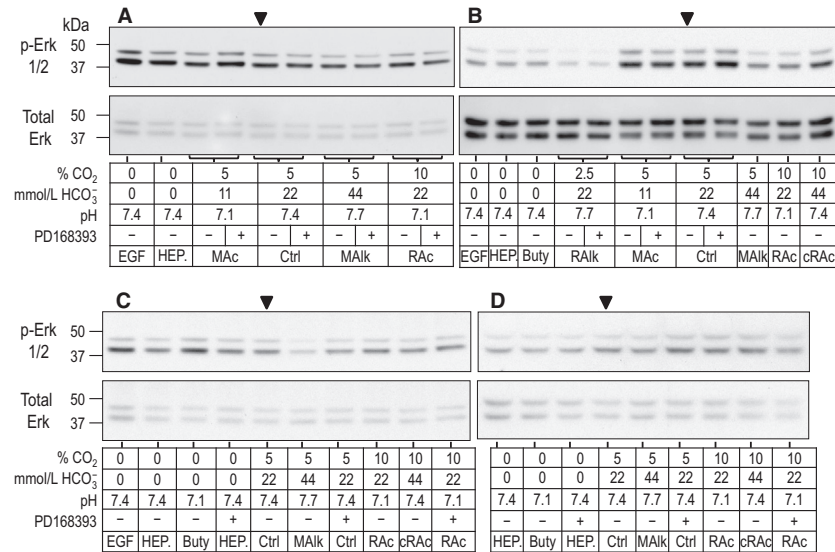 A
B
kDa
p-Erk 50
1/2 37
Total 50
Erk 37
% CO₂ 0 0 5 5 5 10
mmol/L HCO₃⁻ 0 0 11 22 44 22
pH 7.4 7.4 7.1 7.4 7.7 7.1
PD168393 – – – + – + – + – +
EGF HEP. MAc Ctrl MAlk RAc
0 0 0 2.5 5 5 5 10 10
0 0 0 22 11 22 44 22 44
7.4 7.4 7.4 7.7 7.1 7.4 7.7 7.1 7.4
– – – – + – + – + – – –
EGF HEP. Buty RAlk MAc Ctrl MAlk RAc cRAc
C
D
p-Erk 50
1/2 37
Total 50
Erk 37
% CO₂ 0 0 0 0 5 5 5 10 10 10
mmol/L HCO₃⁻ 0 0 0 0 22 44 22 22 44 22
pH 7.4 7.4 7.1 7.4 7.4 7.7 7.4 7.1 7.4 7.1
PD168393 – – – + – – + – – +
EGF HEP. Buty HEP. Ctrl MAlk Ctrl RAc cRAc RAc
0 0 0 5 5 5 10 10 10
0 0 0 22 44 22 22 44 22
7.4 7.1 7.4 7.4 7.7 7.4 7.1 7.4 7.1
– – + – – + – – +
HEP. Buty HEP. Ctrl MAlk Ctrl RAc cRAc RAc